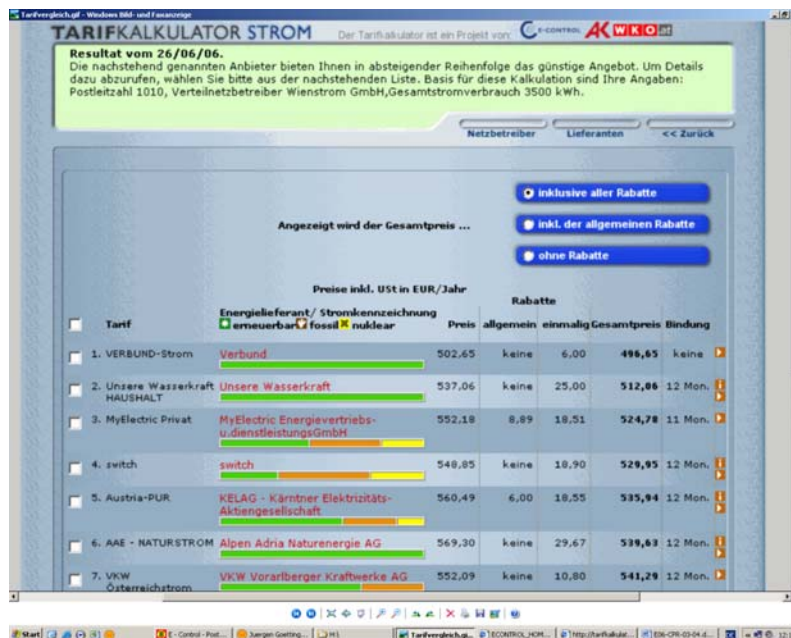 Tarifvergleich.gif - Windows Bild- und Faxanzeige
TARIFKALKULATOR STROM
Der Tarifkalkulator ist ein Projekt von:
E-CONTROL
AK
WKO
Resultat vom 26/06/06.
Die nachstehend genannten Anbieter bieten Ihnen in absteigender Reihenfolge das günstige Angebot. Um Details
dazu abzurufen, wählen Sie bitte aus der nachstehenden Liste. Basis für diese Kalkulation sind Ihre Angaben:
Postleitzahl 1010, Verteilnetzbetreiber Wienstrom GmbH,Gesamtstromverbrauch 3500 kWh.
Netzbetreiber Lieferanten << Zurück
inklusive aller Rabatte
Angezeigt wird der Gesamtpreis ... inkl. der allgemeinen Rabatte
ohne Rabatte
Preise inkl. USt in EUR/Jahr
Rabatte
Energielieferant/ Stromkennzeichnung
Tarif erneuerbar fossil nuklear Preis allgemein einmalig Gesamtpreis Bindung
1. VERBUND-Strom Verbund 502,65 keine 6,00 496,65 keine
2. Unsere Wasserkraft Unsere Wasserkraft 537,06 keine 25,00 512,06 12 Mon.
HAUSHALT
3. MyElectric Privat MyElectric Energievertriebs- 552,18 8,89 18,51 524,78 11 Mon.
u.dienstleistungsGmbH
4. switch switch 548,85 keine 18,90 529,95 12 Mon.
5. Austria-PUR KELAG - Kärntner Elektrizitäts- 560,49 6,00 18,55 535,94 12 Mon.
Aktiengesellschaft
6. AAE - NATURSTROM Alpen Adria Naturenergie AG 569,30 keine 29,67 539,63 12 Mon.
7. VKW VKW Vorarlberger Kraftwerke AG 552,09 keine 10,80 541,29 12 Mon.
Österreichstrom
Start
E - Control - Post...
Juergen Goetting...
Tarifvergleich.gi...
ECONTROL_HOM...